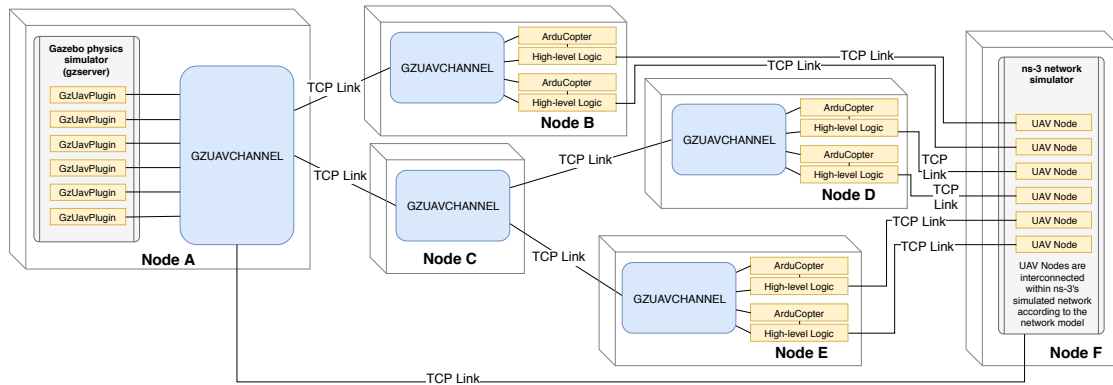 Gazebo physics
simulator
(gzserver)
GzUavPlugin
GzUavPlugin
GzUavPlugin
GzUavPlugin
GzUavPlugin
GzUavPlugin
GZUAVCHANNEL
Node A
TCP Link
TCP Link
GZUAVCHANNEL
ArduCopter
High-level Logic
ArduCopter
High-level Logic
Node B
TCP Link
TCP Link
GZUAVCHANNEL
Node C
TCP Link
TCP Link
GZUAVCHANNEL
ArduCopter
High-level Logic
ArduCopter
High-level Logic
Node D
TCP
Link
TCP
Link
GZUAVCHANNEL
ArduCopter
High-level Logic
ArduCopter
High-level Logic
Node E
TCP Link
TCP Link
ns-3 network
simulator
UAV Node
UAV Node
UAV Node
UAV Node
UAV Node
UAV Node
UAV Nodes are
interconnected
within ns-3's
simulated network
according to the
network model
Node F
TCP Link